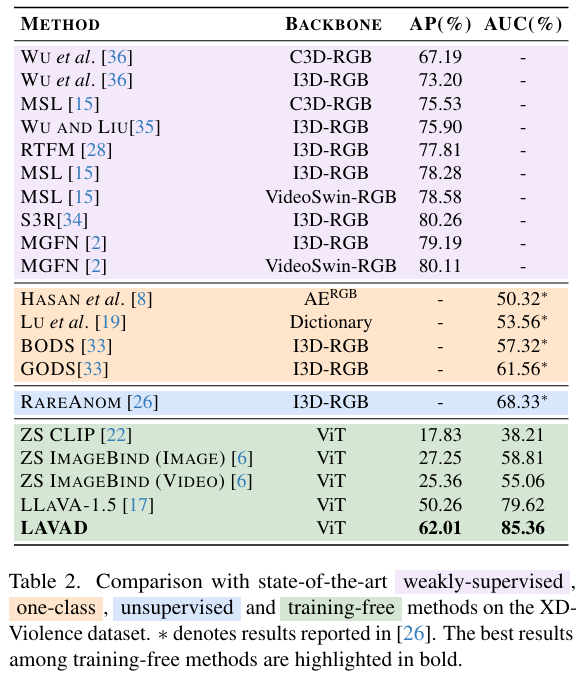 METHOD BACKBONE AP(%) AUC(%)
WU et al. [36] C3D-RGB 67.19 -
WU et al. [36] I3D-RGB 73.20 -
MSL [15] C3D-RGB 75.53 -
WU AND LIU[35] I3D-RGB 75.90 -
RTFM [28] I3D-RGB 77.81 -
MSL [15] I3D-RGB 78.28 -
MSL [15] VideoSwin-RGB 78.58 -
S3R[34] I3D-RGB 80.26 -
MGFN [2] I3D-RGB 79.19 -
MGFN [2] VideoSwin-RGB 80.11 -
HASAN et al. [8] AE^RGB - 50.32*
LU et al. [19] Dictionary - 53.56*
BODS [33] I3D-RGB - 57.32*
GODS[33] I3D-RGB - 61.56*
RAREANOM [26] I3D-RGB - 68.33*
ZS CLIP [22] ViT 17.83 38.21
ZS IMAGEBIND (IMAGE) [6] ViT 27.25 58.81
ZS IMAGEBIND (VIDEO) [6] ViT 25.36 55.06
LLAVA-1.5 [17] ViT 50.26 79.62
LAVAD ViT 62.01 85.36
Table 2. Comparison with state-of-the-art weakly-supervised ,
one-class , unsupervised and training-free methods on the XD-
Violence dataset. * denotes results reported in [26]. The best results
among training-free methods are highlighted in bold.